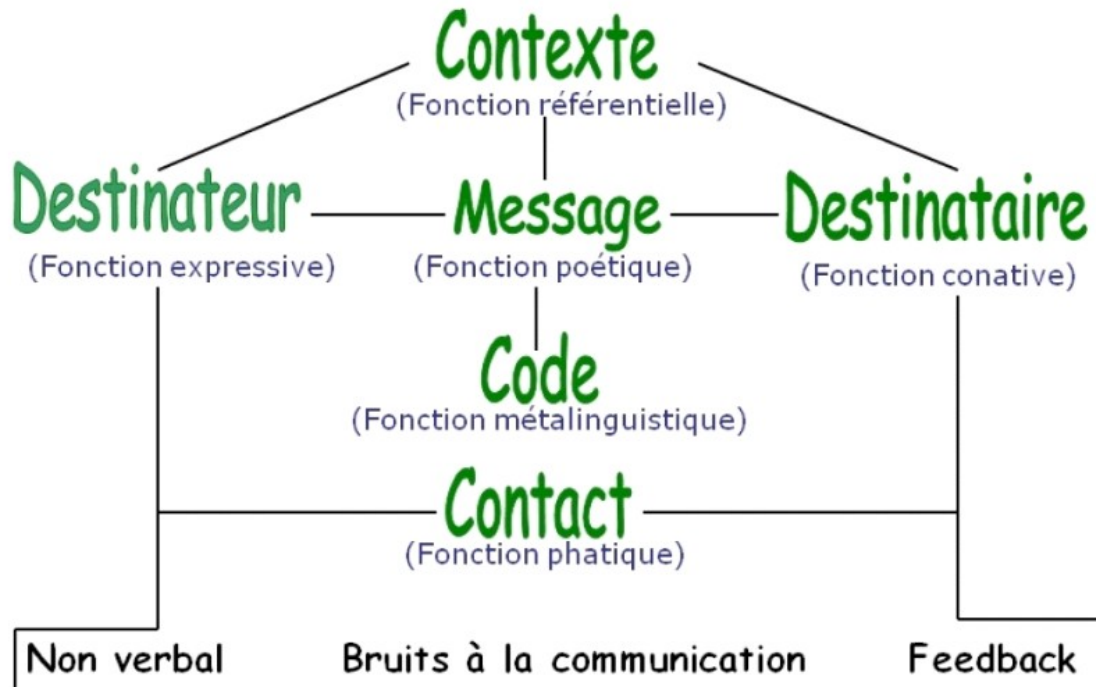 Contexte
(Fonction référentielle)
Destinateur Message Destinataire
(Fonction expressive) (Fonction poétique) (Fonction conative)
Code
(Fonction métalinguistique)
Contact
(Fonction phatique)
Non verbal Bruits à la communication Feedback